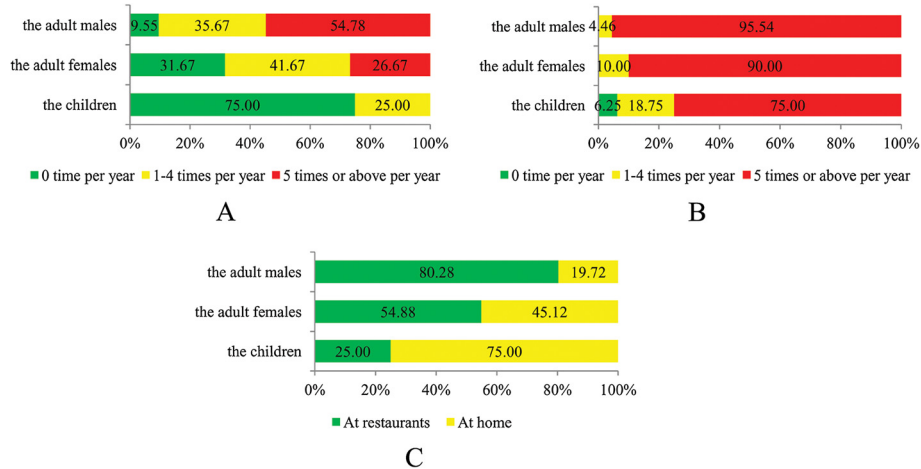 the adult males 9.55 35.67 54.78
the adult females 31.67 41.67 26.67
the children 75.00 25.00
0% 20% 40% 60% 80% 100%
0 time per year 1-4 times per year 5 times or above per year
A
the adult males 4.46 95.54
the adult females 10.00 90.00
the children 6.25 18.75 75.00
0% 20% 40% 60% 80% 100%
0 time per year 1-4 times per year 5 times or above per year
B
the adult males 80.28 19.72
the adult females 54.88 45.12
the children 25.00 75.00
0% 20% 40% 60% 80% 100%
At restaurants At home
C